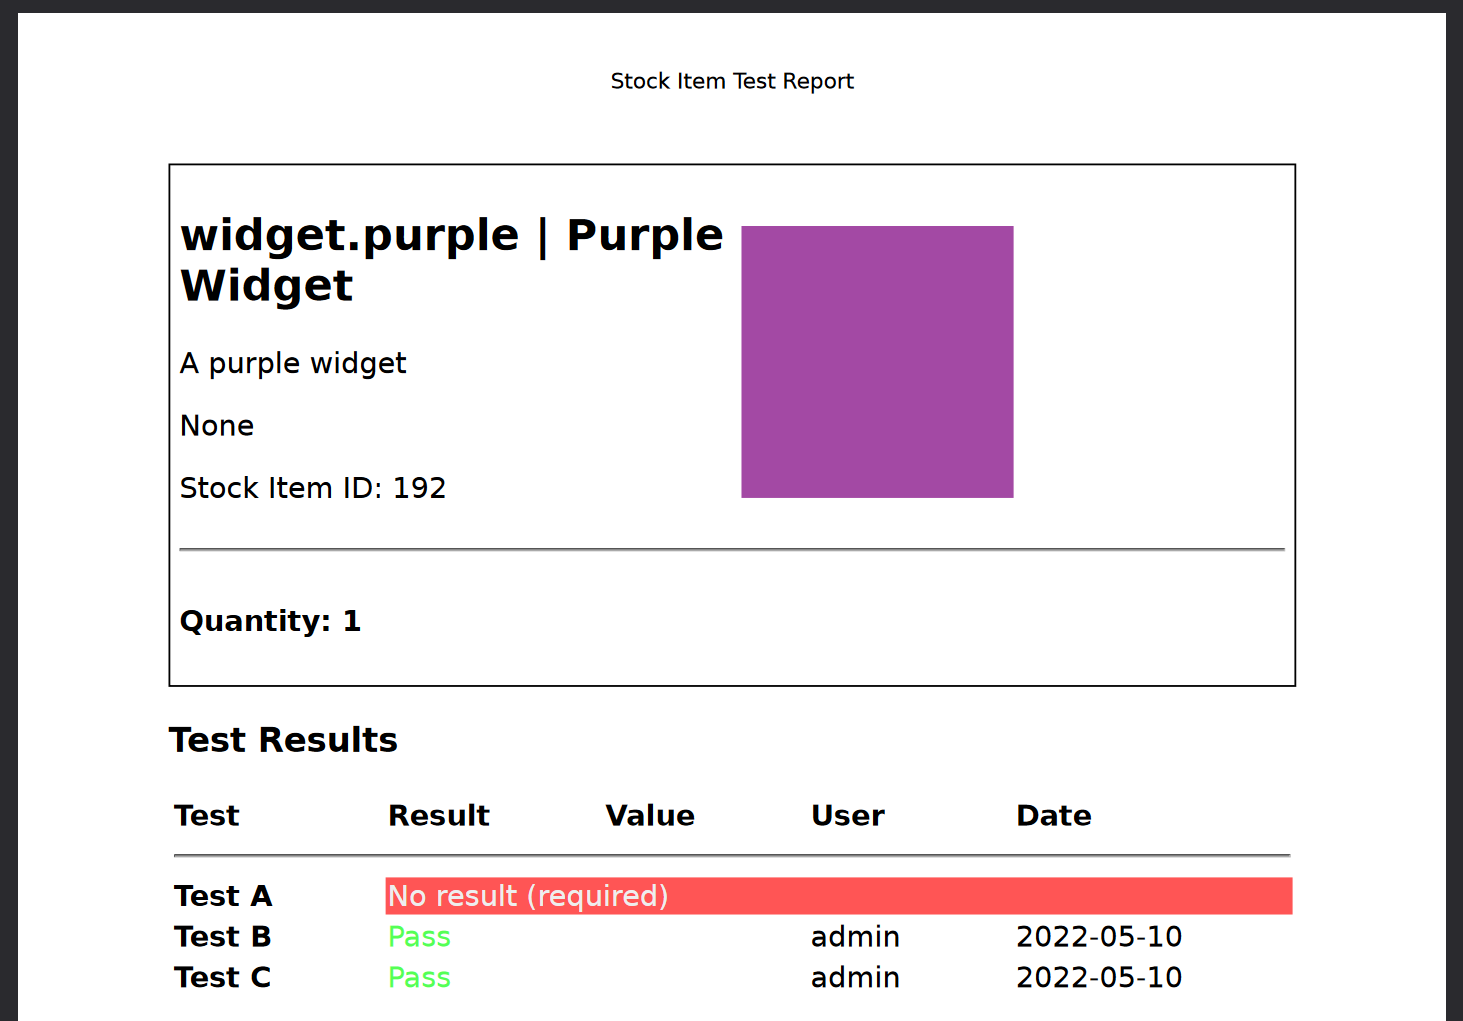 Stock Item Test Report
widget.purple | Purple
Widget
A purple widget
None
Stock Item ID: 192
Quantity: 1
Test Results
Test Result Value User Date
Test A No result (required)
Test B Pass admin 2022-05-10
Test C Pass admin 2022-05-10